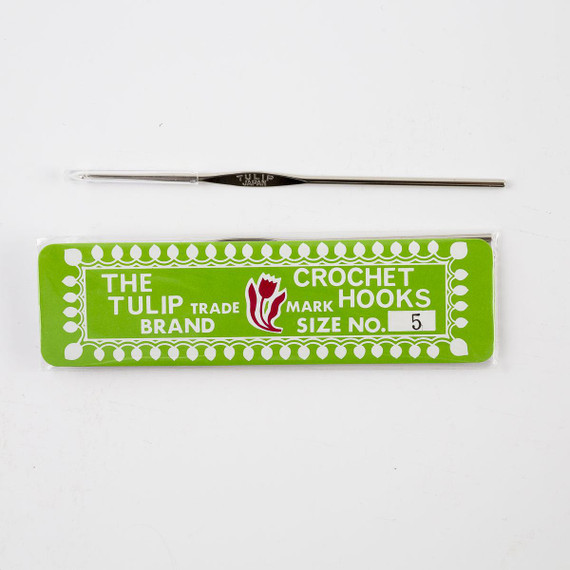 TULIP
JAPAN
THE TULIP BRAND
TRADE MARK
CROCHET HOOKS
SIZE NO. 5